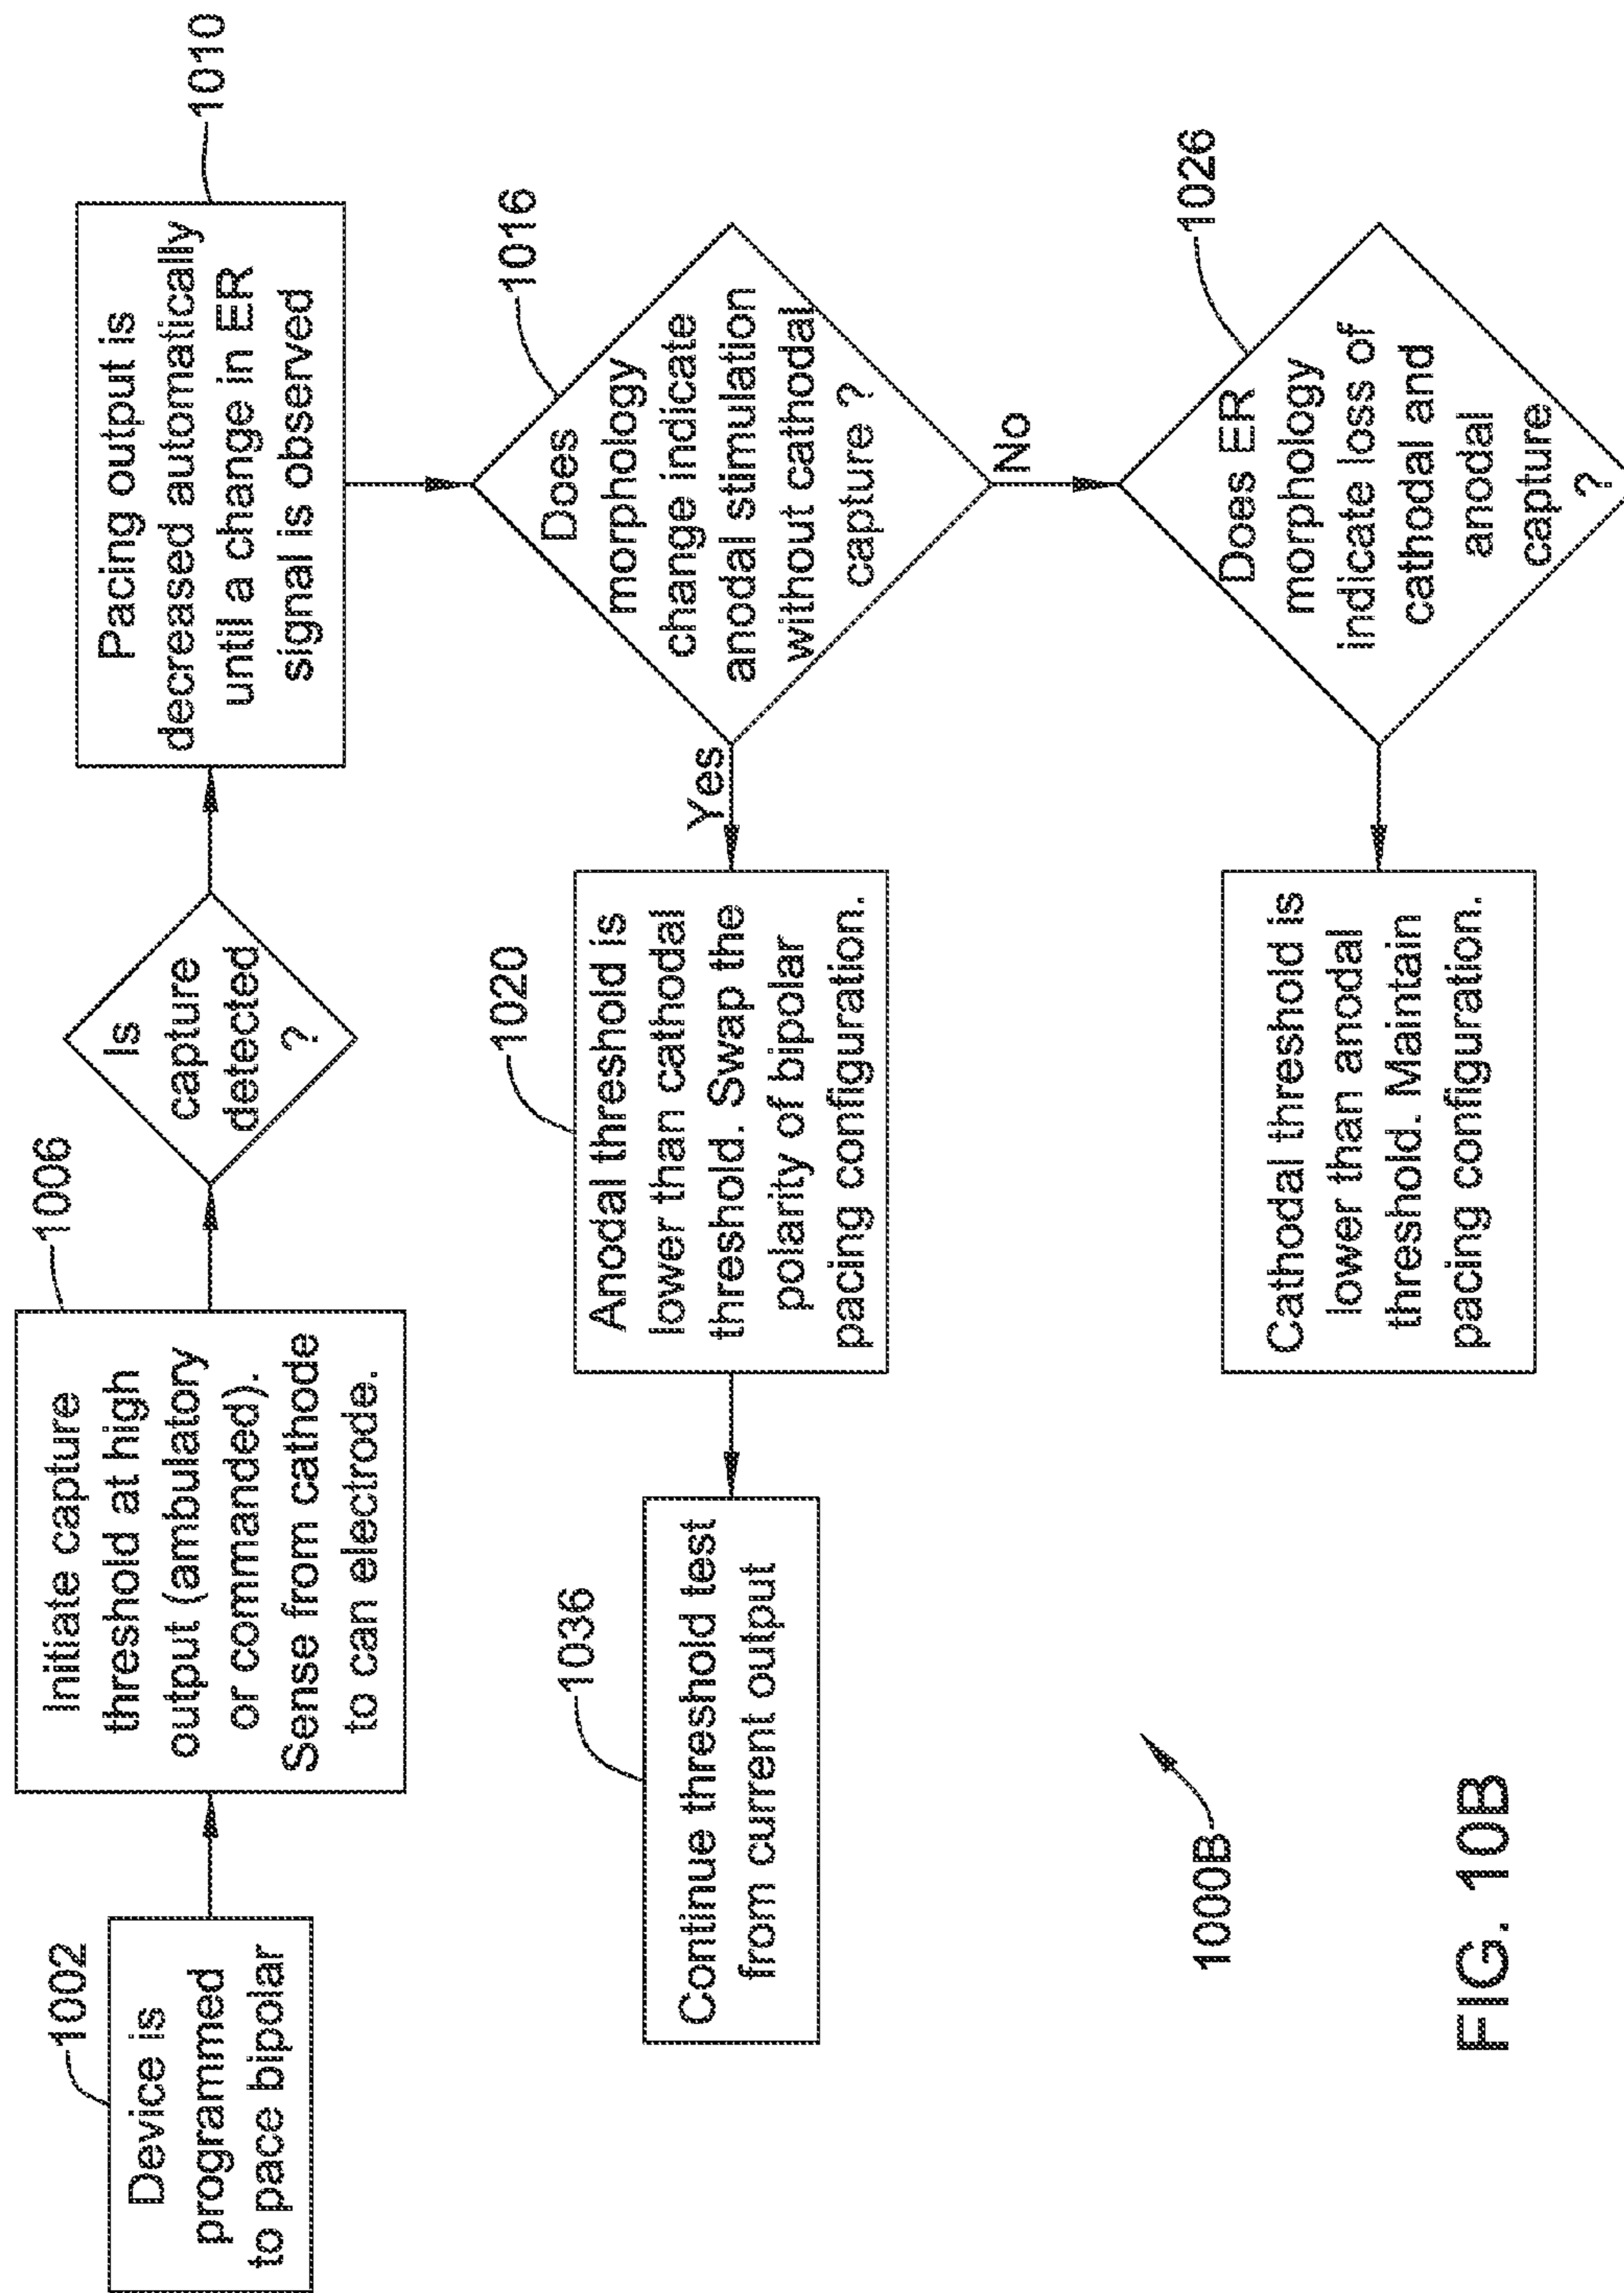 1002
Device is
programmed
to pace bipolar
1006
Initiate capture
threshold at high
output (ambulatory
or commanded).
Sense from cathode
to can electrode.
Is
capture
detected
?
1010
Pacing output is
decreased automatically
until a change in ER
signal is observed
1016
Does
morphology
change indicate
anodal stimulation
without cathodal
capture ?
Yes
No
1020
Anodal threshold is
lower than cathodal
threshold. Swap the
polarity of bipolar
pacing configuration.
1036
Continue threshold test
from current output
1026
Does ER
morphology
indicate loss of
cathodal and
anodal
capture
?
Cathodal threshold is
lower than anodal
threshold. Maintain
pacing configuration.
1000B
FIG. 10B